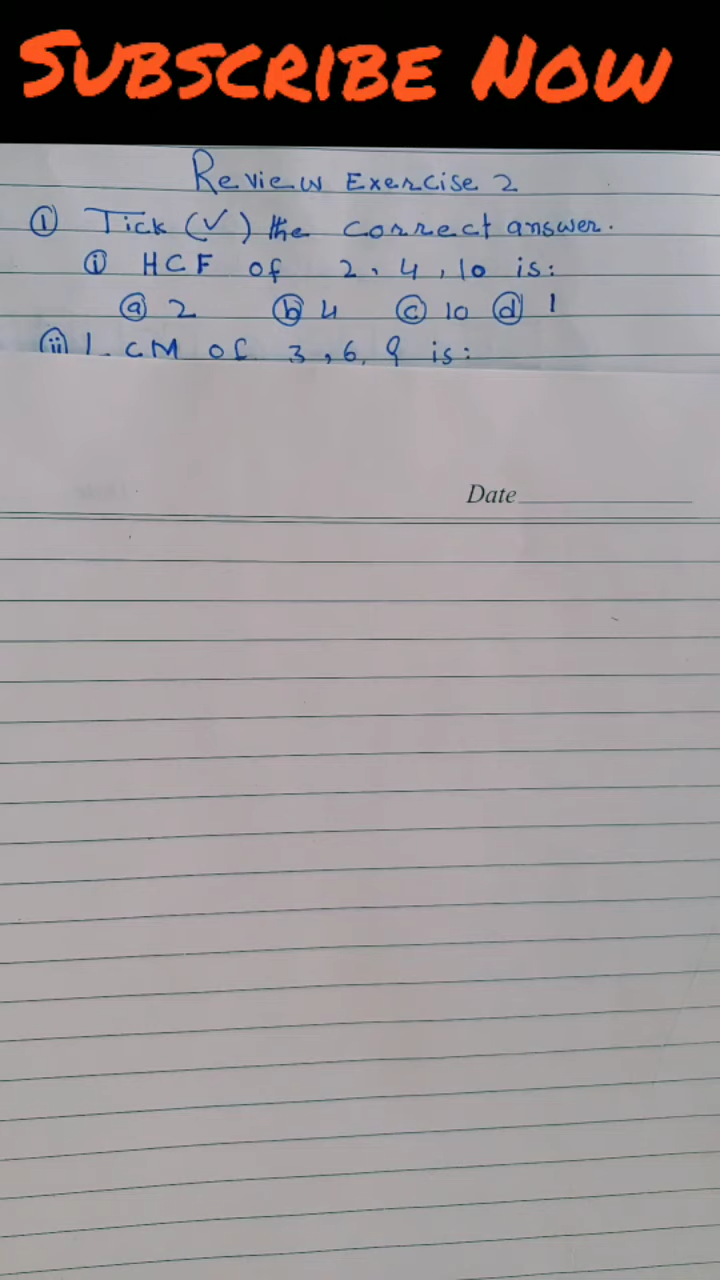 SUBSCRIBE NOW
Review Exercise 2
① Tick (✓) the correct answer.
ⓘ HCF of 2, 4, 10 is:
ⓐ 2 ⓑ 4 ⓒ 10 ⓓ 1
ⓘⓘ LCM of 3, 6, 9 is:
Date